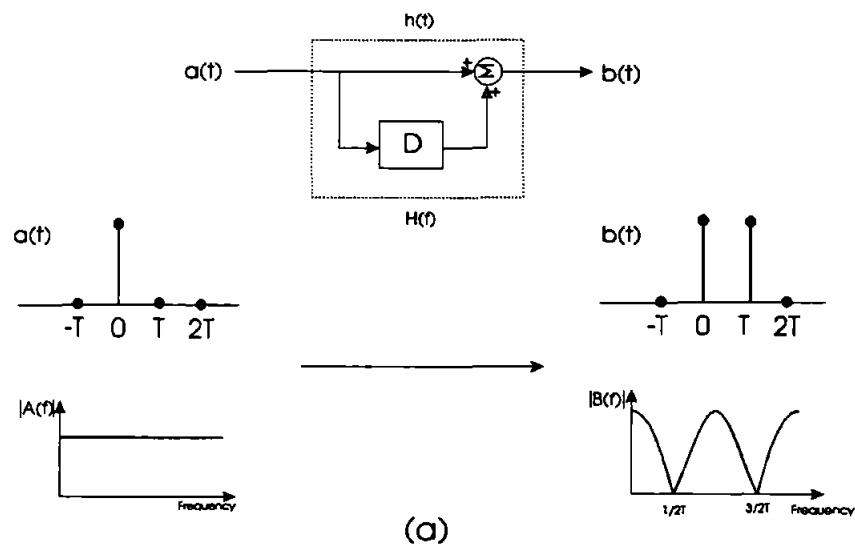 h(t)
a(t) + Σ b(t)
+
D
H(f)
a(t)
-T 0 T 2T
b(t)
-T 0 T 2T
|A(f)|
Frequency
|B(f)|
1/2T 3/2T Frequency
(a)